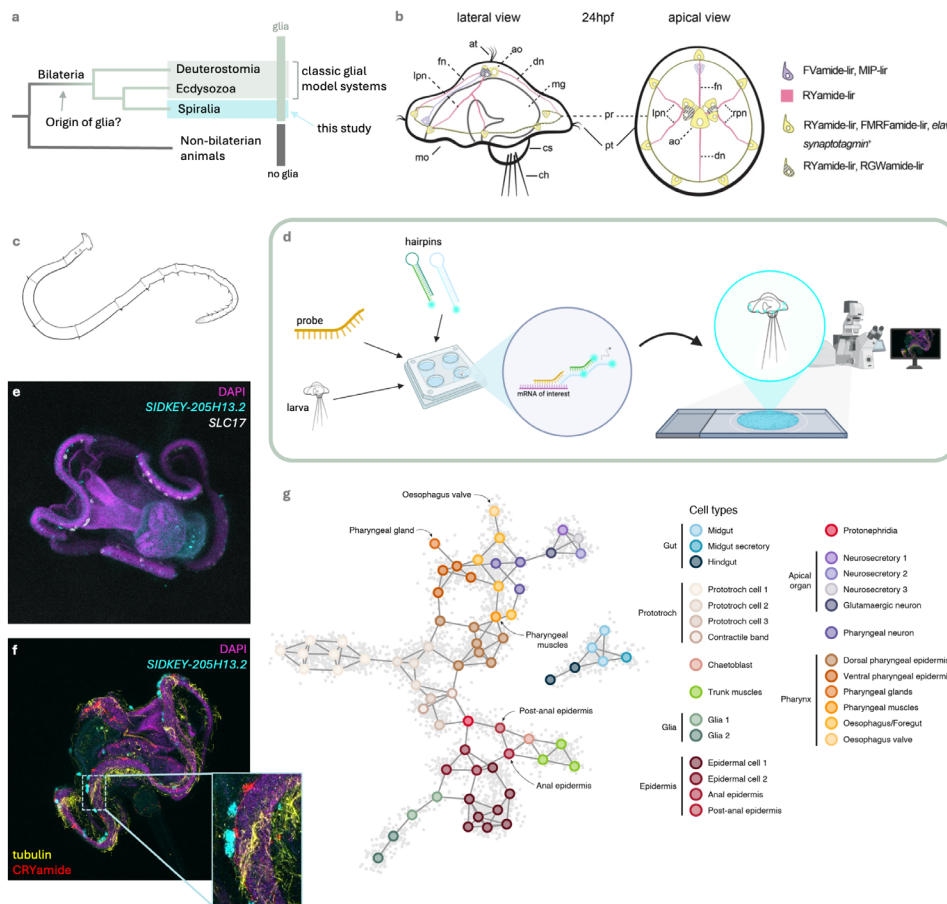 a
glia
Bilateria
Deuterostomia
Ecdysozoa
Spiralia
classic glial
model systems
this study
Origin of glia?
Non-bilaterian
animals
no glia
b
lateral view
24hpf
apical view
at
ao
fn
dn
lpn
mg
mo
cs
ch
pr
pt
fn
lpn
rpn
ao
dn
FVamide-lir, MIP-lir
RYamide-lir
RYamide-lir, FMRFamide-lir, elav
synaptotagmin+
RYamide-lir, RGWamide-lir
c
d
hairpins
probe
larva
mRNA of interest
e
DAPI
SIDKEY-205H13.2
SLC17
f
DAPI
SIDKEY-205H13.2
tubulin
CRYamide
g
Oesophagus valve
Pharyngeal gland
Pharyngeal
muscles
Post-anal epidermis
Anal epidermis
Cell types
Gut
Midgut
Midgut secretory
Hindgut
Prototroch
Prototroch cell 1
Prototroch cell 2
Prototroch cell 3
Contractile band
Chaetoblast
Trunk muscles
Glia
Glia 1
Glia 2
Epidermis
Epidermal cell 1
Epidermal cell 2
Anal epidermis
Post-anal epidermis
Protonephridia
Apical
organ
Neurosecretory 1
Neurosecretory 2
Neurosecretory 3
Glutamaergic neuron
Pharyngeal neuron
Pharynx
Dorsal pharyngeal epidermis
Ventral pharyngeal epidermi
Pharyngeal glands
Pharyngeal muscles
Oesophagus/Foregut
Oesophagus valve